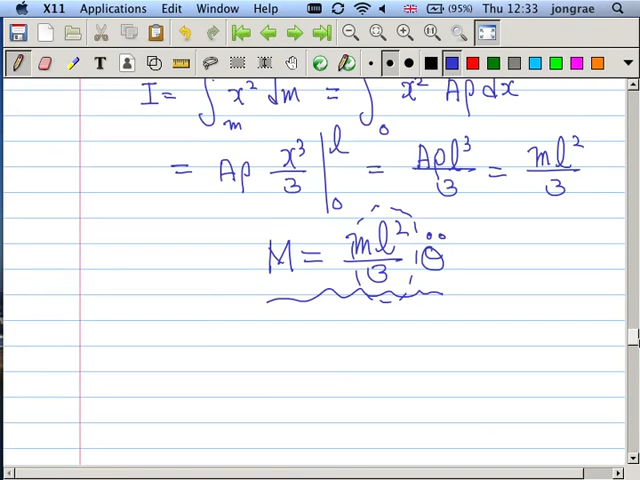 X11 Applications Edit Window Help (95%) Thu 12:33 jongrae
I = ∫m x² dm = ∫0 x² Aρ dx
= Aρ x³/3 |0 l = Aρl³/3 = ml²/3
M = ml²/3 θ̈